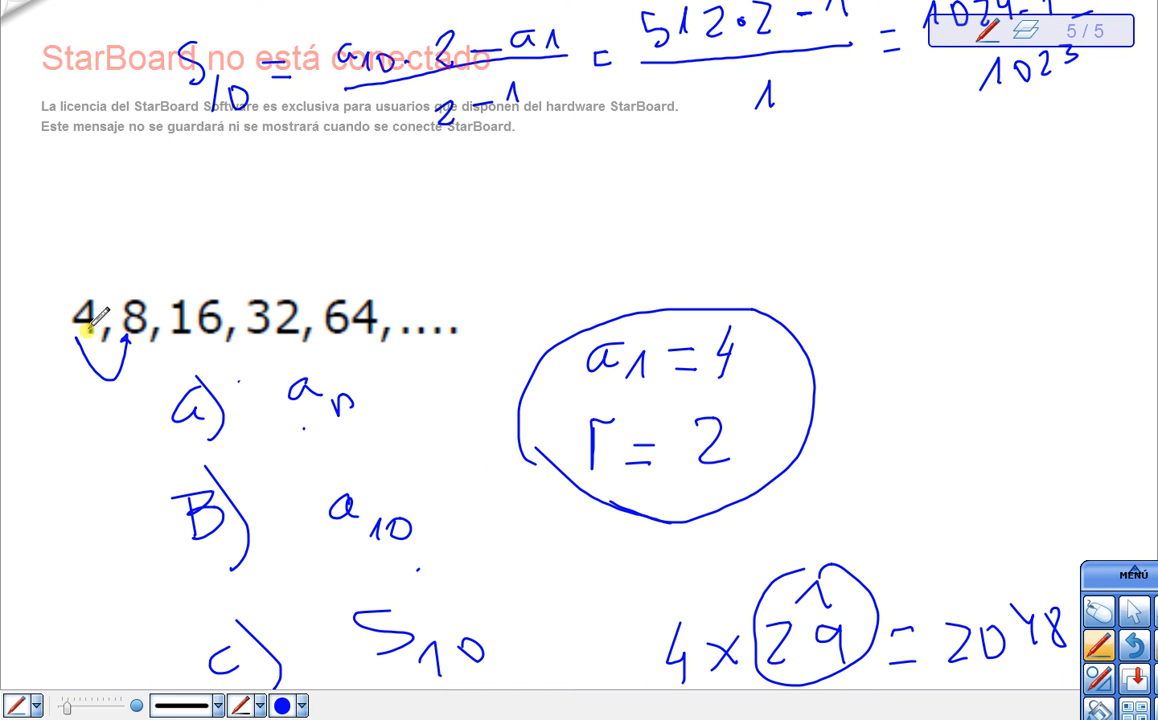 S10 = a10 · 2 - a1 / 2 - 1 = 512 · 2 - 1 / 1 = 1024 - 1
1023
5 / 5
StarBoard no está conectado
La licencia del StarBoard Software es exclusiva para usuarios que disponen del hardware StarBoard.
Este mensaje no se guardará ni se mostrará cuando se conecte StarBoard.
4, 8, 16, 32, 64, ....
a1 = 4
a) an
r = 2
B) a10
MENÚ
c) S10
1
4 x 29 = 2048